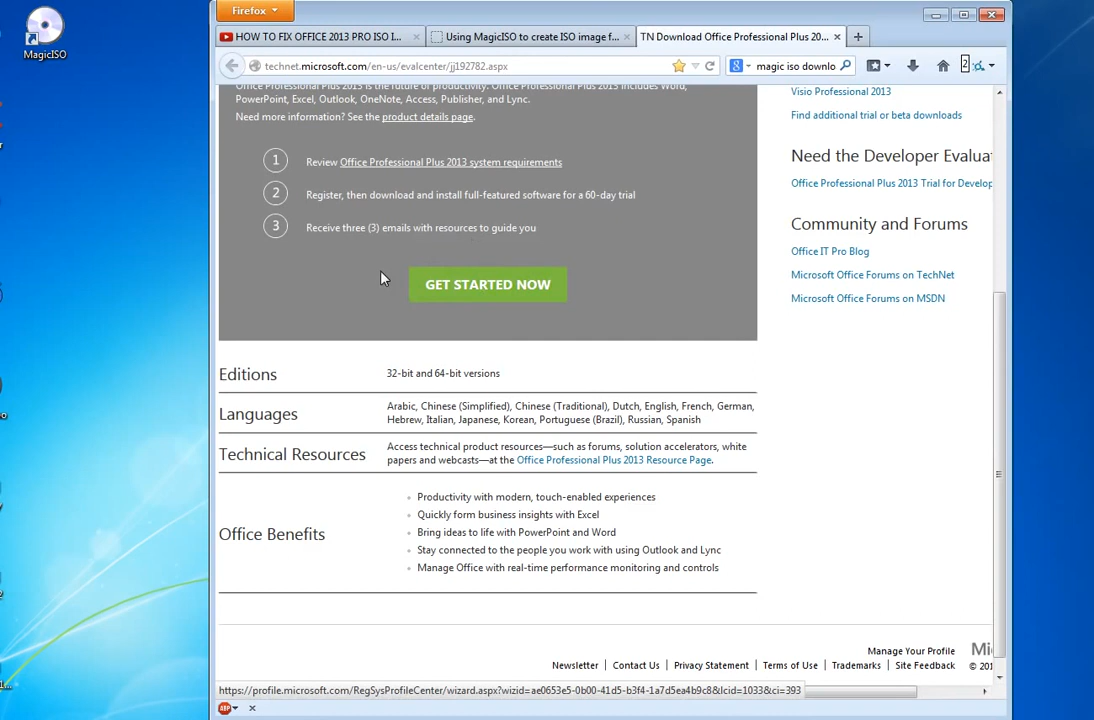 MagicISO
Firefox
HOW TO FIX OFFICE 2013 PRO ISO I...
Using MagicISO to create ISO image f...
TN Download Office Professional Plus 20...
technet.microsoft.com/en-us/evalcenter/jj192782.aspx
magic iso downlo
2
Office Professional Plus 2013 is the future of productivity. Office Professional Plus 2013 includes Word,
PowerPoint, Excel, Outlook, OneNote, Access, Publisher, and Lync.
Need more information? See the product details page.
1 Review Office Professional Plus 2013 system requirements
2 Register, then download and install full-featured software for a 60-day trial
3 Receive three (3) emails with resources to guide you
GET STARTED NOW
Editions 32-bit and 64-bit versions
Languages Arabic, Chinese (Simplified), Chinese (Traditional), Dutch, English, French, German,
Hebrew, Italian, Japanese, Korean, Portuguese (Brazil), Russian, Spanish
Technical Resources Access technical product resources—such as forums, solution accelerators, white
papers and webcasts—at the Office Professional Plus 2013 Resource Page.
Office Benefits
Productivity with modern, touch-enabled experiences
Quickly form business insights with Excel
Bring ideas to life with PowerPoint and Word
Stay connected to the people you work with using Outlook and Lync
Manage Office with real-time performance monitoring and controls
Visio Professional 2013
Find additional trial or beta downloads
Need the Developer Evalua
Office Professional Plus 2013 Trial for Develop
Community and Forums
Office IT Pro Blog
Microsoft Office Forums on TechNet
Microsoft Office Forums on MSDN
Manage Your Profile Mi
Newsletter | Contact Us | Privacy Statement | Terms of Use | Trademarks | Site Feedback © 201
https://profile.microsoft.com/RegSysProfileCenter/wizard.aspx?wizid=ae0653e5-0b00-41d5-b3f4-1a7d5ea4b9c8&lcid=1033&ci=393
ABP